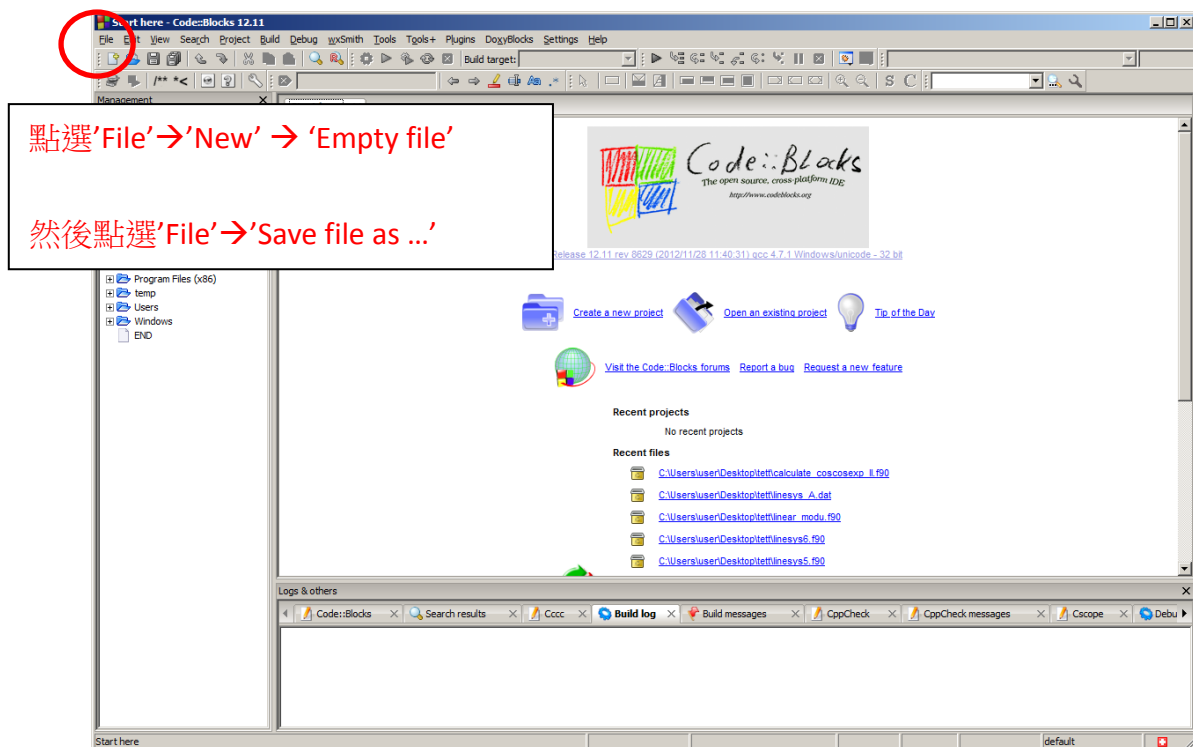 Start here - Code::Blocks 12.11
File Edit View Search Project Build Debug wxSmith Tools Tools+ Plugins DoxyBlocks Settings Help
Build target:
/** *<
S C
Management
點選’File’→’New’ → ‘Empty file’
然後點選’File’→’Save file as …’
Code::Blocks
The open source, cross-platform IDE
http://www.codeblocks.org
Release 12.11 rev 8629 (2012/11/28 11:40:31) gcc 4.7.1 Windows/unicode - 32 bit
Program Files (x86)
temp
Users
Windows
END
Create a new project Open an existing project Tip of the Day
Visit the Code::Blocks forums Report a bug Request a new feature
Recent projects
No recent projects
Recent files
C:\Users\user\Desktop\tett\calculate_coscosexp_II.f90
C:\Users\user\Desktop\tett\linesys_A.dat
C:\Users\user\Desktop\tett\linear_modu.f90
C:\Users\user\Desktop\tett\linesys6.f90
C:\Users\user\Desktop\tett\linesys5.f90
Logs & others
Code::Blocks Search results Cccc Build log Build messages CppCheck CppCheck messages Cscope Debu
Start here default